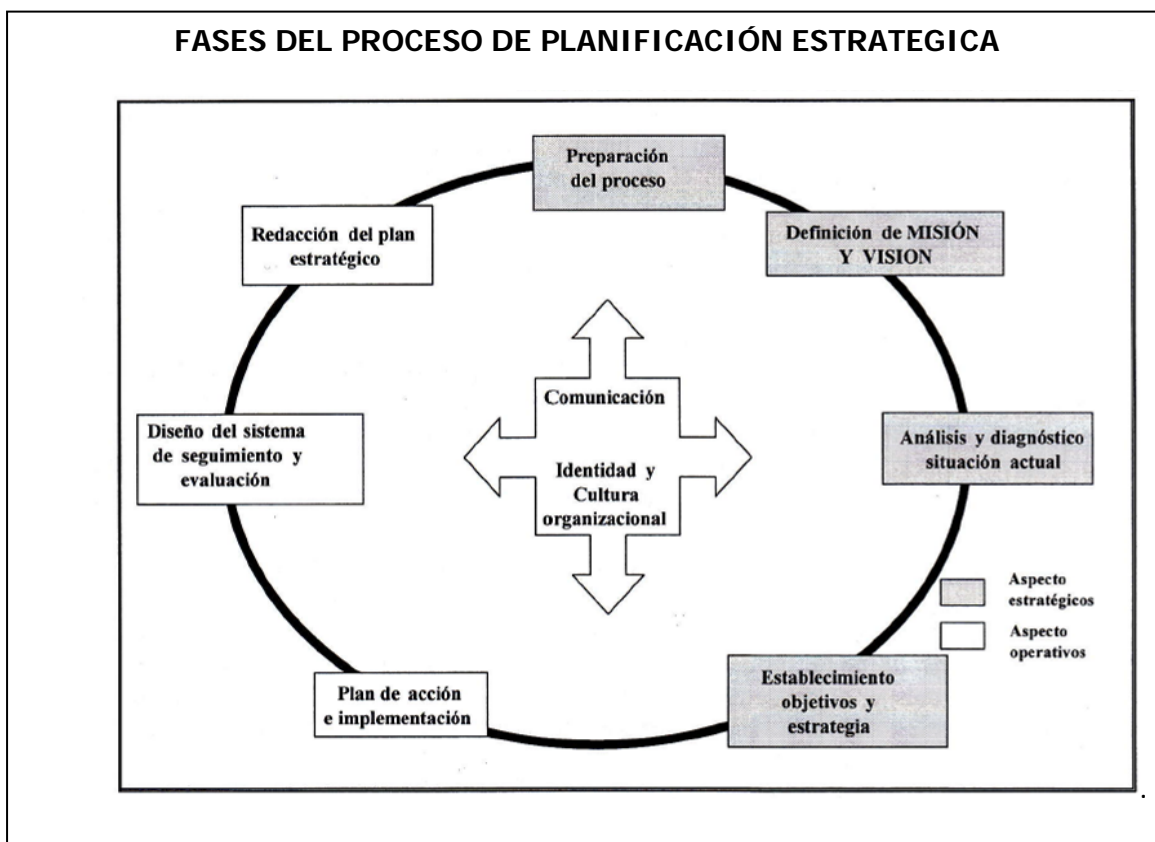 FASES DEL PROCESO DE PLANIFICACIÓN ESTRATEGICA
Preparación
del proceso
Definición de MISIÓN
Y VISION
Análisis y diagnóstico
situación actual
Establecimiento
objetivos y
estrategia
Plan de acción
e implementación
Diseño del sistema
de seguimiento y
evaluación
Redacción del plan
estratégico
Comunicación
Identidad y
Cultura
organizacional
Aspecto
estratégicos
Aspecto
operativos
.